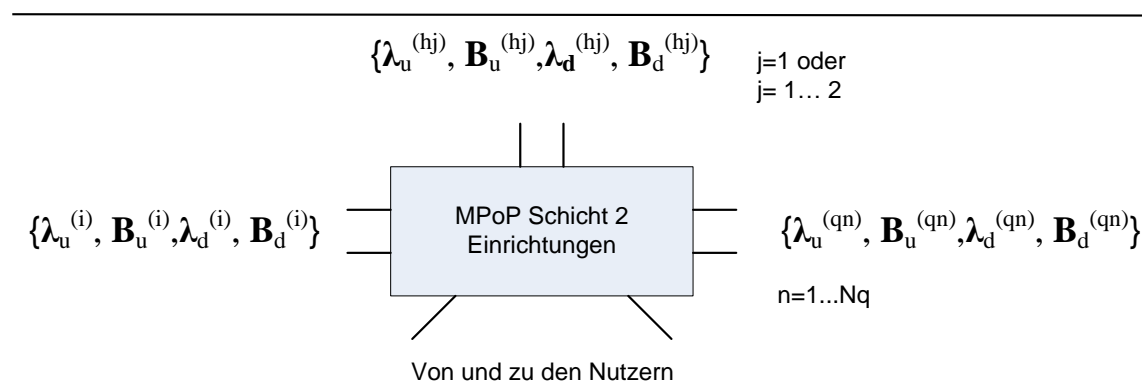 {λu(hj), Bu(hj),λd(hj), Bd(hj)}
j=1 oder
j= 1… 2
MPoP Schicht 2
Einrichtungen
{λu(i), Bu(i),λd(i), Bd(i)}
{λu(qn), Bu(qn),λd(qn), Bd(qn)}
n=1...Nq
Von und zu den Nutzern